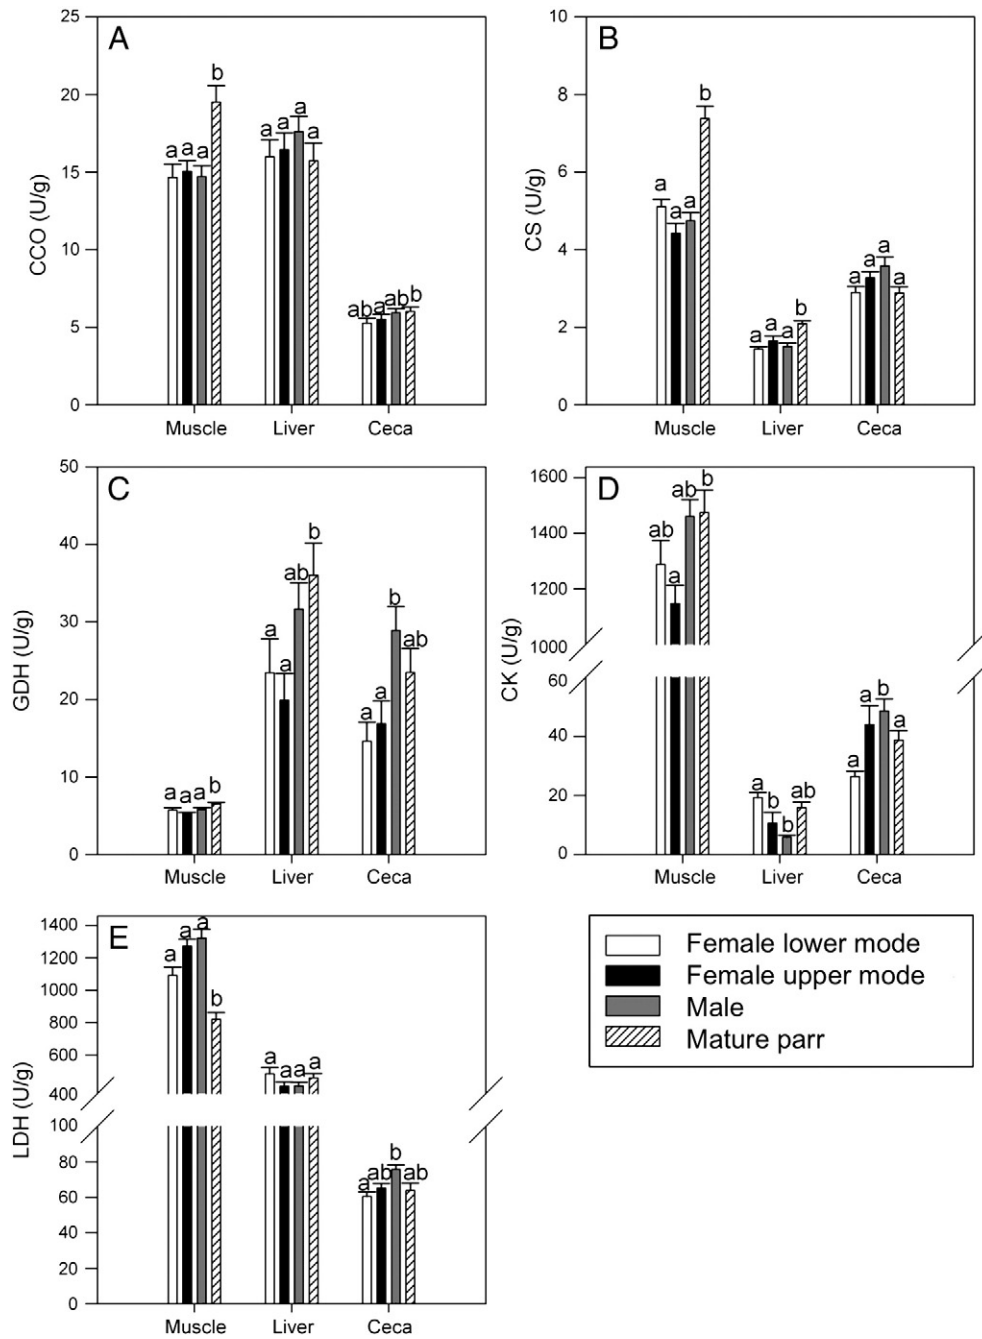 A
CCO (U/g)
25
20
15
10
5
0
a a a b
a a a a
ab a ab b
Muscle Liver Ceca
B
CS (U/g)
10
8
6
4
2
0
a a a b
a a a b
a a a a
Muscle Liver Ceca
C
GDH (U/g)
50
40
30
20
10
0
a a a b
a a ab b
a a b ab
Muscle Liver Ceca
D
CK (U/g)
1600
1400
1200
1000
60
40
20
0
ab a ab b
a b b ab
a a b a
Muscle Liver Ceca
E
LDH (U/g)
1400
1200
1000
800
600
400
100
80
60
40
20
0
a a a b
a a a a
a ab b ab
Muscle Liver Ceca
Female lower mode
Female upper mode
Male
Mature parr